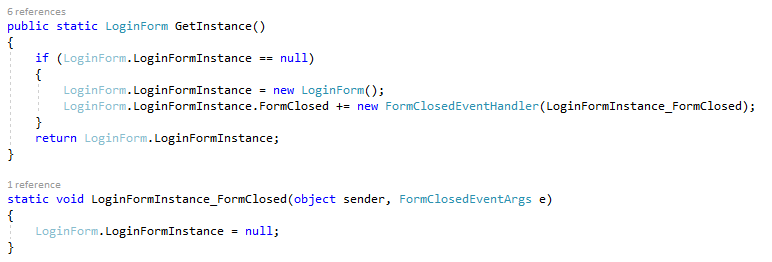 6 references
public static LoginForm GetInstance()
{
    if (LoginForm.LoginFormInstance == null)
    {
        LoginForm.LoginFormInstance = new LoginForm();
        LoginForm.LoginFormInstance.FormClosed += new FormClosedEventHandler(LoginFormInstance_FormClosed);
    }
    return LoginForm.LoginFormInstance;
}
1 reference
static void LoginFormInstance_FormClosed(object sender, FormClosedEventArgs e)
{
    LoginForm.LoginFormInstance = null;
}